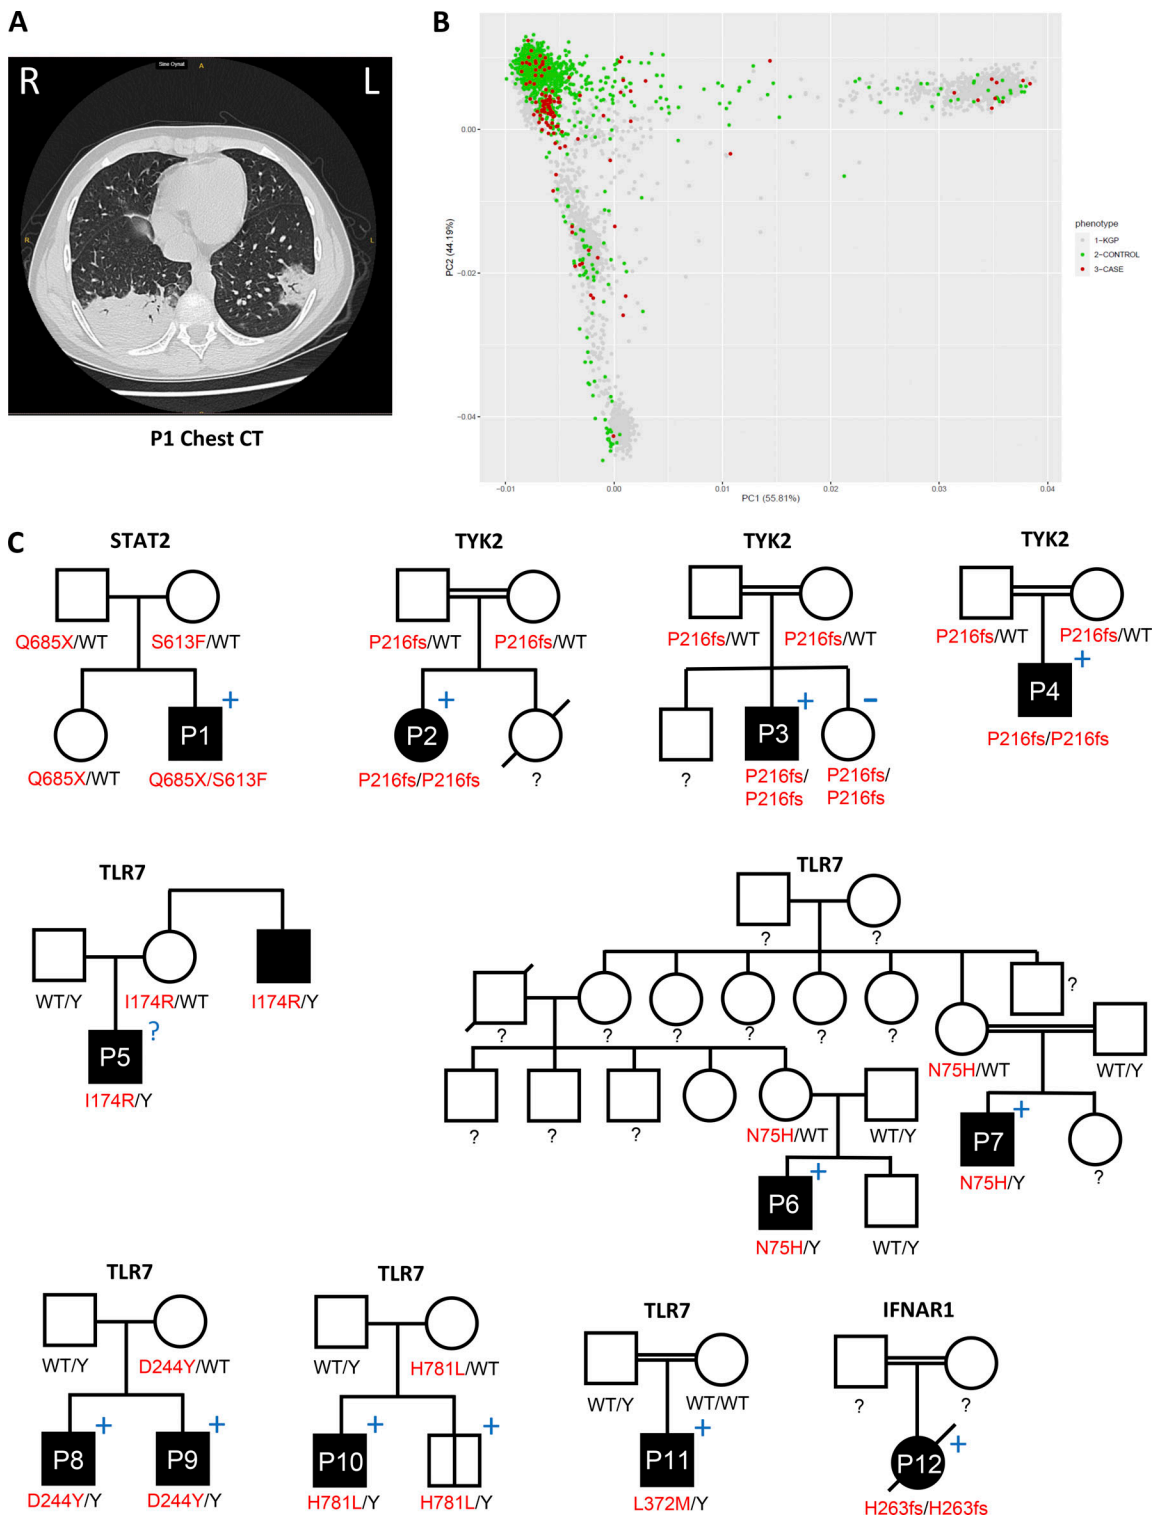 A
B
Sine Oynat
A
R
L
R
L
P1 Chest CT
0.00
−0.02
−0.04
PC2 (44.19%)
−0.01
0.00
0.01
0.02
0.03
0.04
PC1 (55.81%)
phenotype
1−KGP
2−CONTROL
3−CASE
C
STAT2
Q685X/WT
S613F/WT
P1
+
Q685X/WT
Q685X/S613F
TYK2
P216fs/WT
P216fs/WT
P2
+
P216fs/P216fs
?
TYK2
P216fs/WT
P216fs/WT
P3
+
−
?
P216fs/
P216fs
P216fs/
P216fs
TYK2
P216fs/WT
P216fs/WT
P4
+
P216fs/P216fs
TLR7
WT/Y
I174R/WT
I174R/Y
P5
?
I174R/Y
TLR7
?
?
?
?
?
?
?
?
?
N75H/WT
WT/Y
?
?
?
N75H/WT
WT/Y
P7
+
N75H/Y
?
P6
+
N75H/Y
WT/Y
TLR7
WT/Y
D244Y/WT
P8
+
P9
+
D244Y/Y
D244Y/Y
TLR7
WT/Y
H781L/WT
P10
+
+
H781L/Y
H781L/Y
TLR7
WT/Y
WT/WT
P11
+
L372M/Y
IFNAR1
?
?
P12
+
H263fs/H263fs